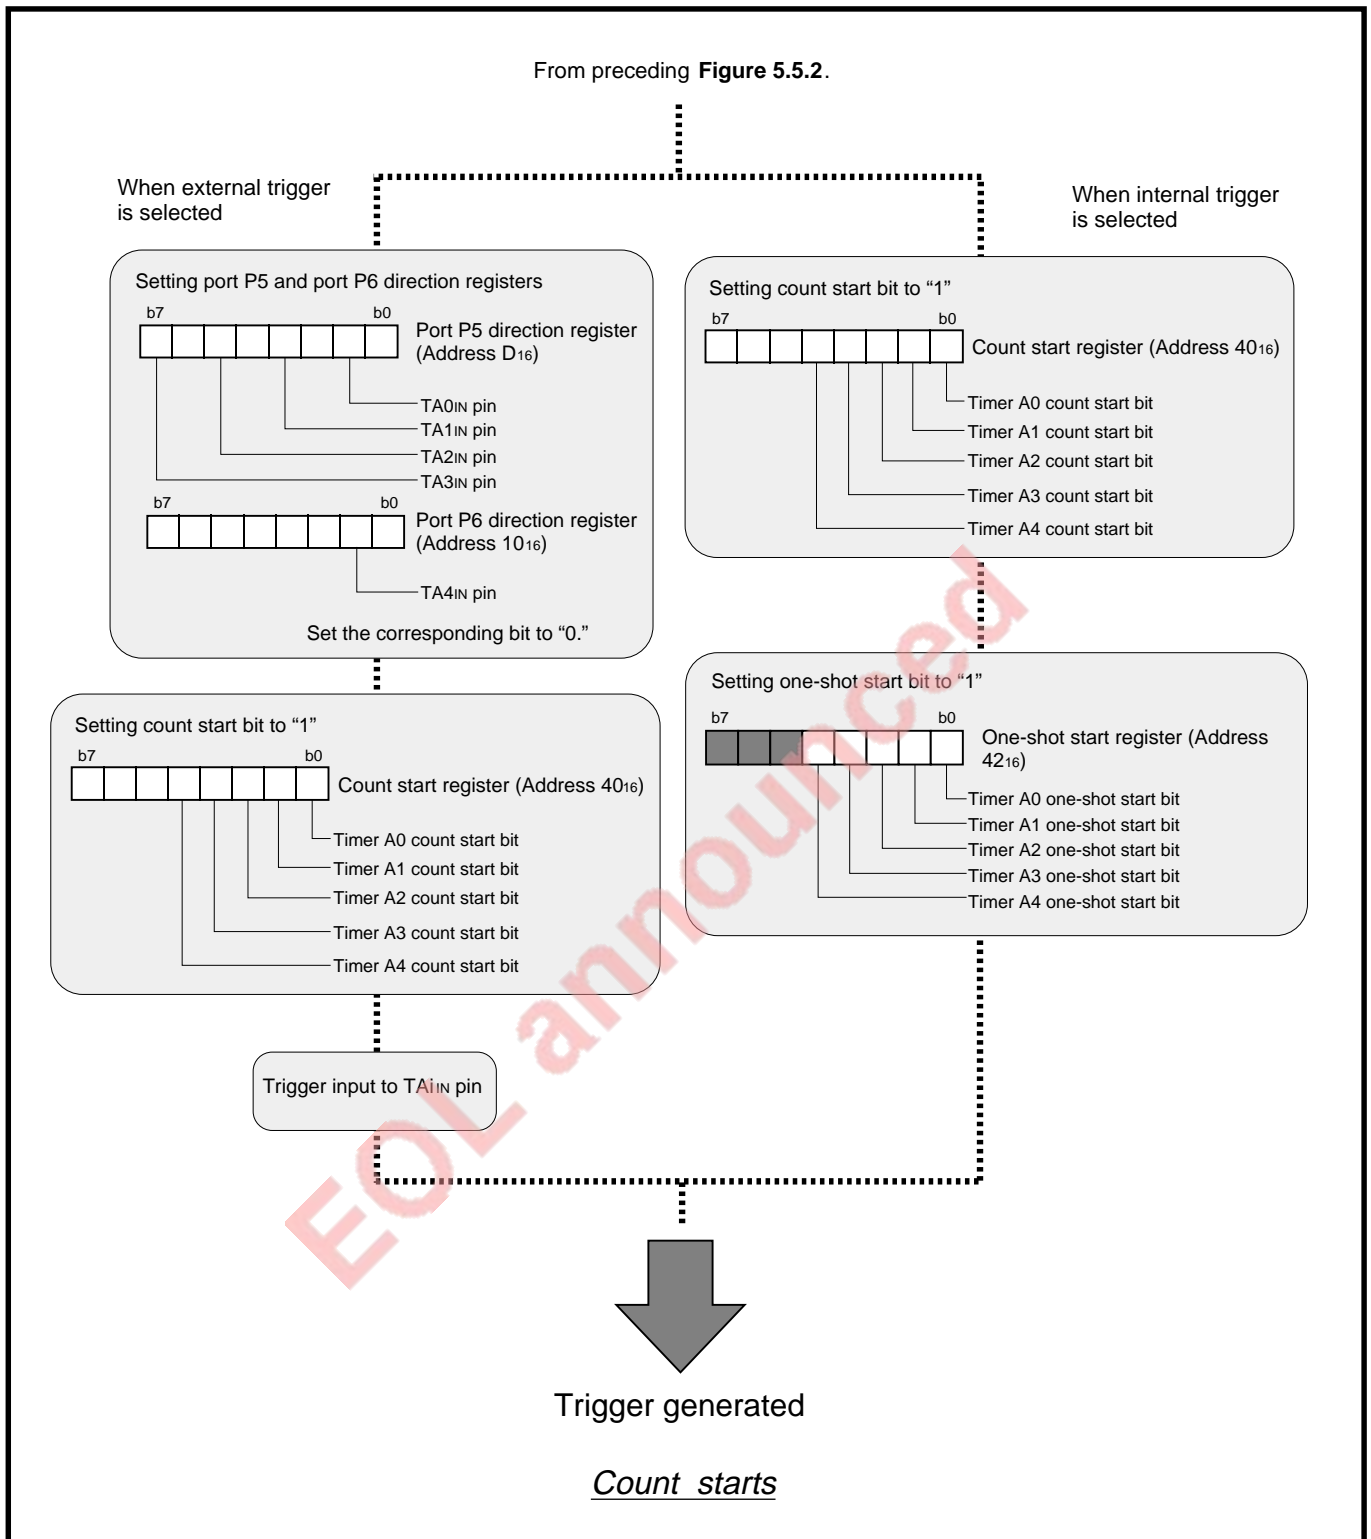 From preceding Figure 5.5.2.
When external trigger
is selected
When internal trigger
is selected
Setting port P5 and port P6 direction registers
b7 b0
Port P5 direction register
(Address D16)
TA0IN pin
TA1IN pin
TA2IN pin
TA3IN pin
b7 b0
Port P6 direction register
(Address 1016)
TA4IN pin
Set the corresponding bit to “0.”
Setting count start bit to “1”
b7 b0
Count start register (Address 4016)
Timer A0 count start bit
Timer A1 count start bit
Timer A2 count start bit
Timer A3 count start bit
Timer A4 count start bit
Trigger input to TAiIN pin
Setting count start bit to “1”
b7 b0
Count start register (Address 4016)
Timer A0 count start bit
Timer A1 count start bit
Timer A2 count start bit
Timer A3 count start bit
Timer A4 count start bit
Setting one-shot start bit to “1”
b7 b0
One-shot start register (Address
4216)
Timer A0 one-shot start bit
Timer A1 one-shot start bit
Timer A2 one-shot start bit
Timer A3 one-shot start bit
Timer A4 one-shot start bit
EOL announced
Trigger generated
Count starts